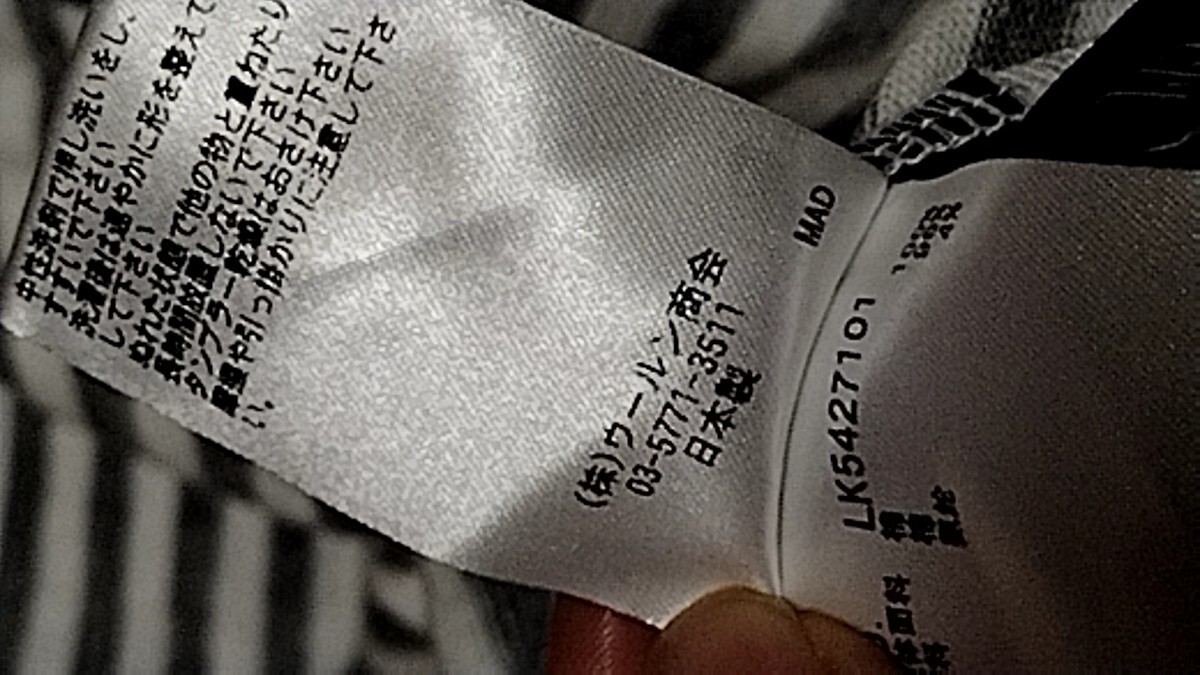 中性洗剤で押し洗いをし、
すすいで下さい
洗濯後は速やかに形を整えて
して下さい
ぬれた状態で他の物と重ねたり
長時間放置しないで下さい
タンブラー乾燥はおさけ下さい
や引っ掛かりに注意して下さ
い。
(株)ウールン商会
03-5771-3511
日本製
MAD
LK5427101